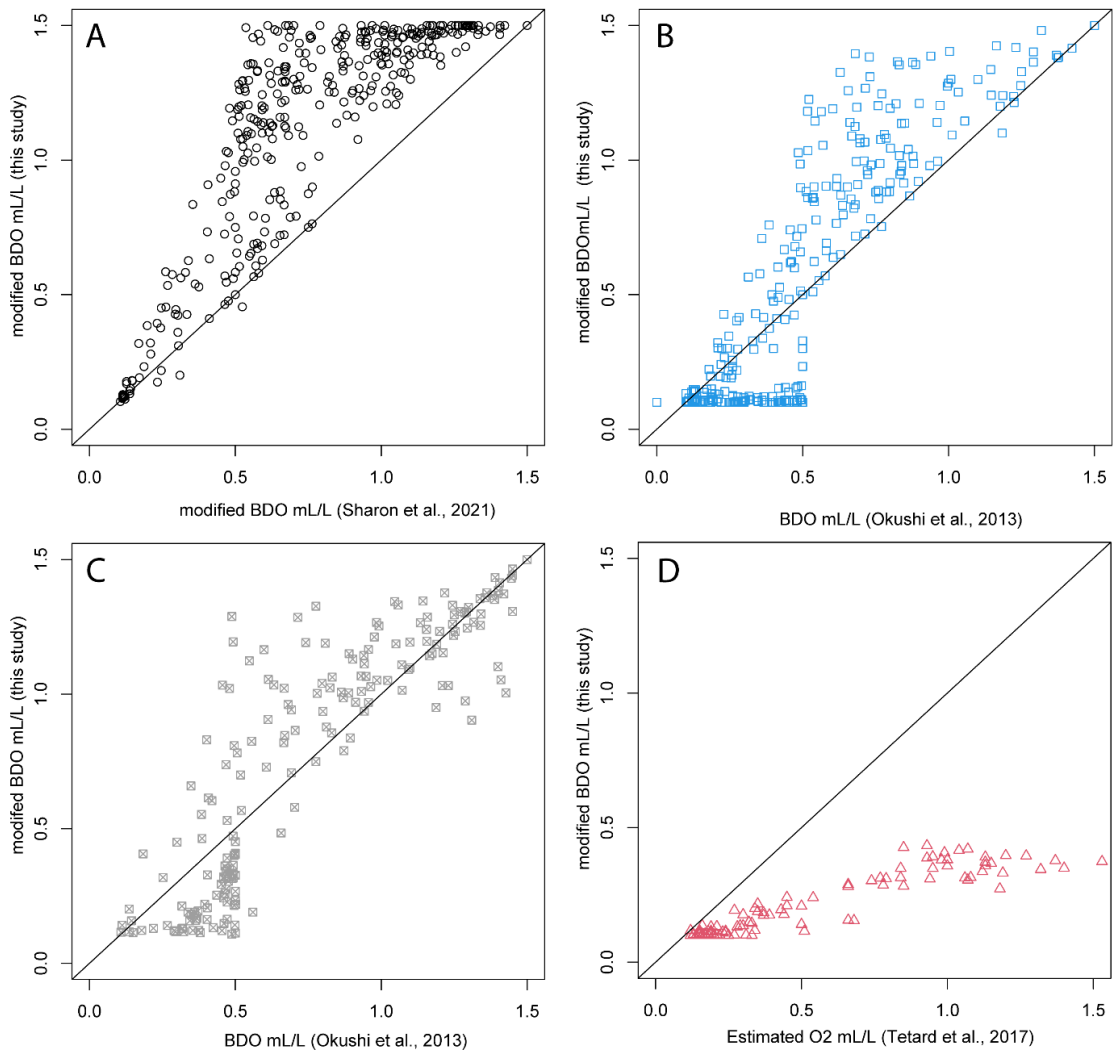 A
modified BDO mL/L (this study)
1.5
1.0
0.5
0.0
0.0 0.5 1.0 1.5
modified BDO mL/L (Sharon et al., 2021)
B
modified BDOmL/L (this study)
1.5
1.0
0.5
0.0
0.0 0.5 1.0 1.5
BDO mL/L (Okushi et al., 2013)
C
modifed BDO mL/L (this study)
1.5
1.0
0.5
0.0
0.0 0.5 1.0 1.5
BDO mL/L (Okushi et al., 2013)
D
modified BDO mL/L (this study)
1.5
1.0
0.5
0.0
0.0 0.5 1.0 1.5
Estimated O2 mL/L (Tetard et al., 2017)